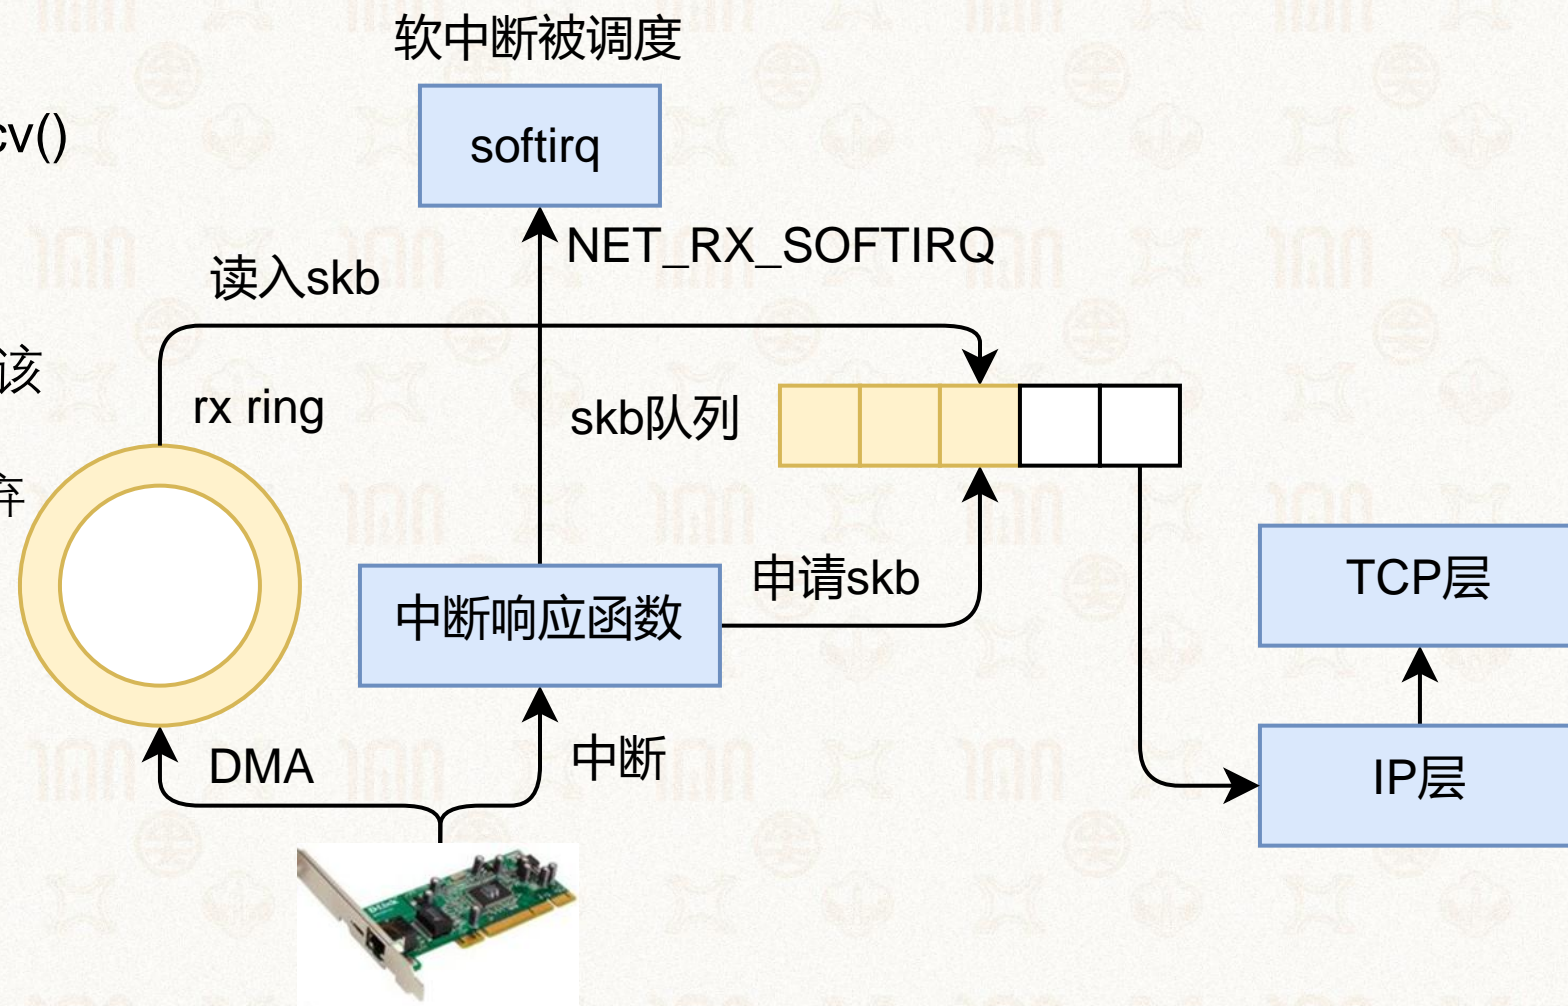 软中断被调度
cv()
softirq
NET_RX_SOFTIRQ
读入skb
该
rx ring
skb队列
弃
申请skb
TCP层
中断响应函数
DMA
中断
IP层